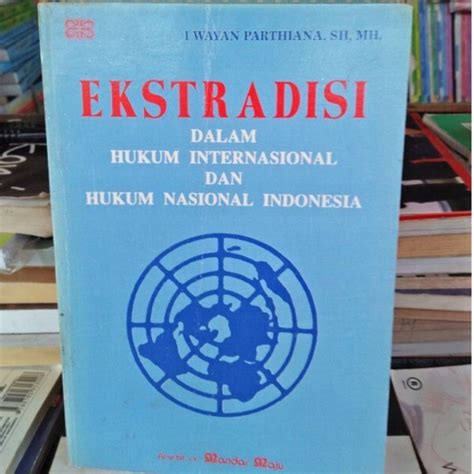 I WAYAN PARTHIANA, SH, MH.
EKSTRADISI
DALAM
HUKUM INTERNASIONAL
DAN
HUKUM NASIONAL INDONESIA
Mandar Maju